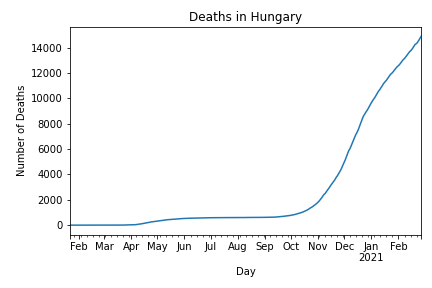 Deaths in Hungary
Number of Deaths
14000
12000
10000
8000
6000
4000
2000
0
Feb Mar Apr May Jun Jul Aug Sep Oct Nov Dec Jan Feb
2021
Day